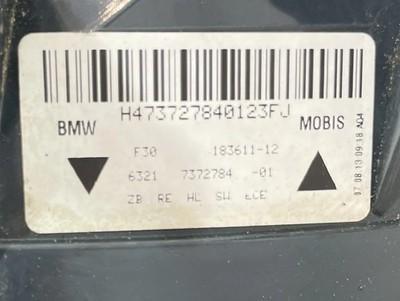 H473727840123FJ
BMW MOBIS
F30 183611-12
6321 7372784 -01
ZB RE HL SW ECE
17 08 13 09 18 A04